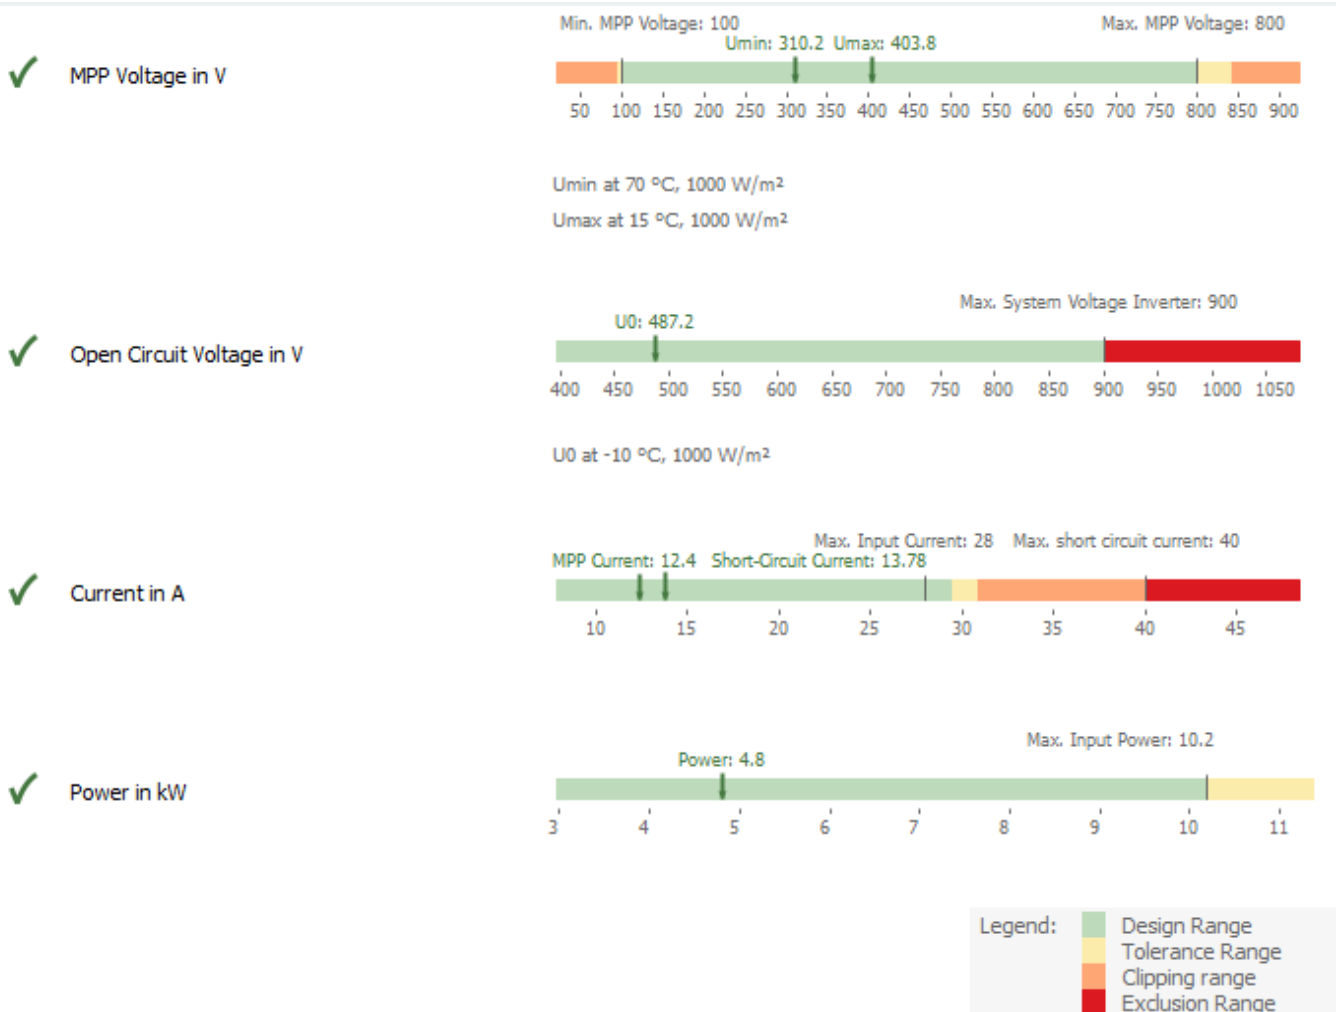 Min. MPP Voltage: 100 Max. MPP Voltage: 800
Umin: 310.2 Umax: 403.8
MPP Voltage in V
50 100 150 200 250 300 350 400 450 500 550 600 650 700 750 800 850 900
Umin at 70 ºC, 1000 W/m²
Umax at 15 ºC, 1000 W/m²
Max. System Voltage Inverter: 900
U0: 487.2
Open Circuit Voltage in V
400 450 500 550 600 650 700 750 800 850 900 950 1000 1050
U0 at -10 ºC, 1000 W/m²
Max. Input Current: 28 Max. short circuit current: 40
MPP Current: 12.4 Short-Circuit Current: 13.78
Current in A
10 15 20 25 30 35 40 45
Max. Input Power: 10.2
Power: 4.8
Power in kW
3 4 5 6 7 8 9 10 11
Legend: Design Range
Tolerance Range
Clipping range
Exclusion Range